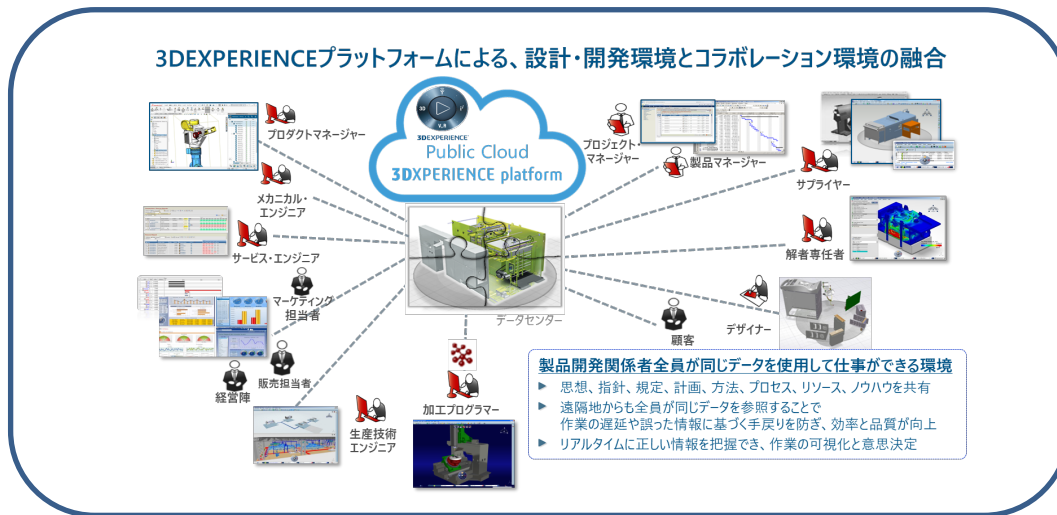 3DEXPERIENCEプラットフォームによる、設計・開発環境とコラボレーション環境の融合
3D
V.R
3DEXPERIENCE
Public Cloud
3DXPERIENCE platform
プロダクトマネージャー
プロジェクト・
マネージャー
製品マネージャー
メカニカル・
エンジニア
サプライヤー
サービス・エンジニア
解者専任者
マーケティング
担当者
データセンター
デザイナー
顧客
販売担当者
経営陣
加工プログラマー
生産技術
エンジニア
製品開発関係者全員が同じデータを使用して仕事ができる環境
思想、指針、規定、計画、方法、プロセス、リソース、ノウハウを共有
遠隔地からも全員が同じデータを参照することで
作業の遅延や誤った情報に基づく手戻りを防ぎ、効率と品質が向上
リアルタイムに正しい情報を把握でき、作業の可視化と意思決定